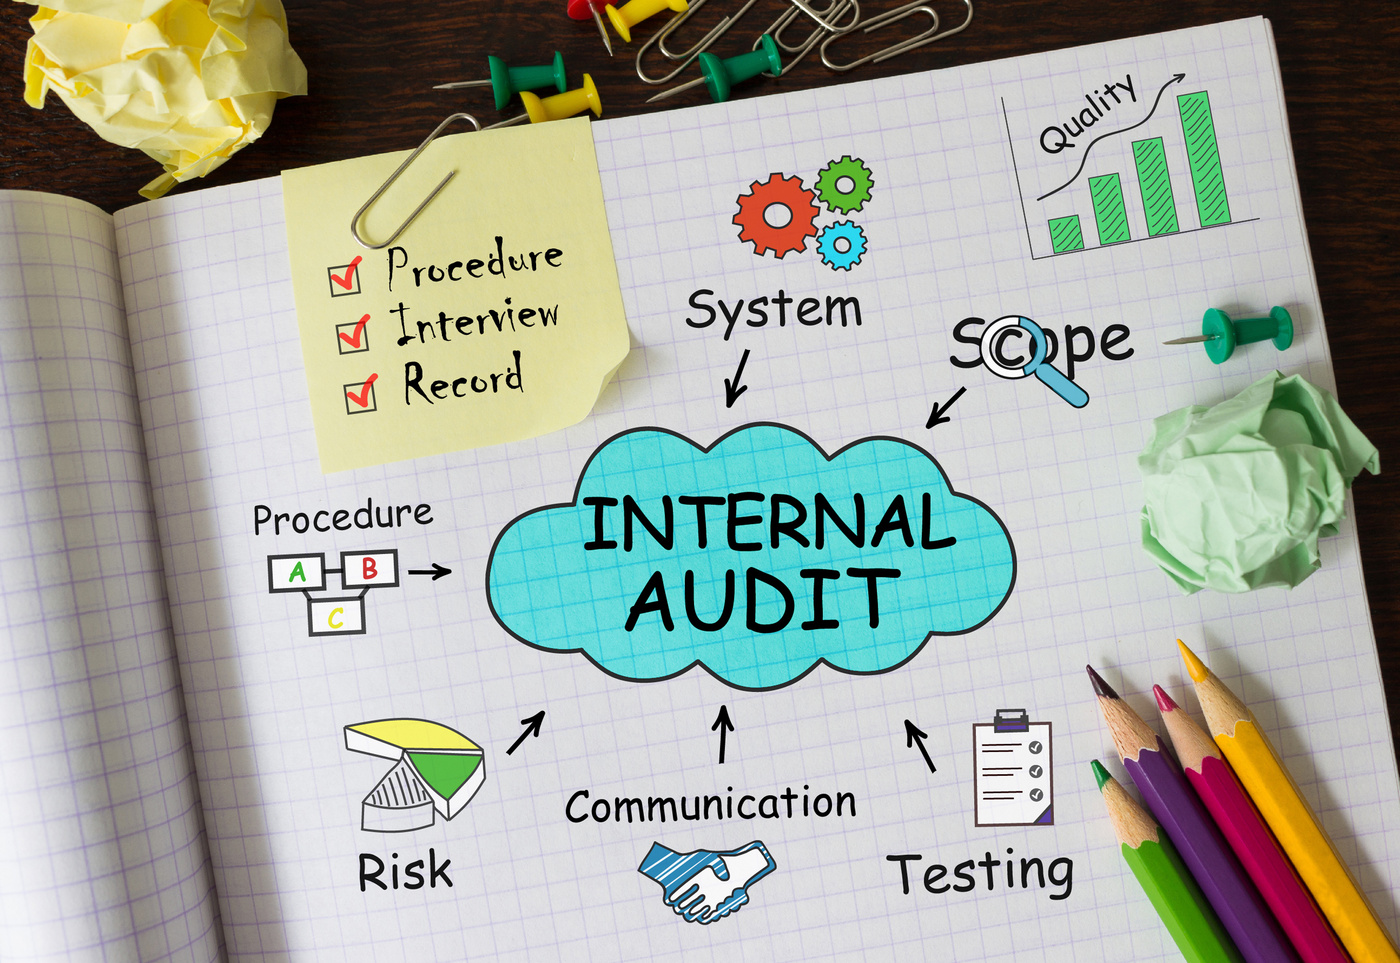 Quality
Procedure
Interview
Record
System
Scope
Procedure
A
B
C
INTERNAL
AUDIT
Risk
Communication
Testing